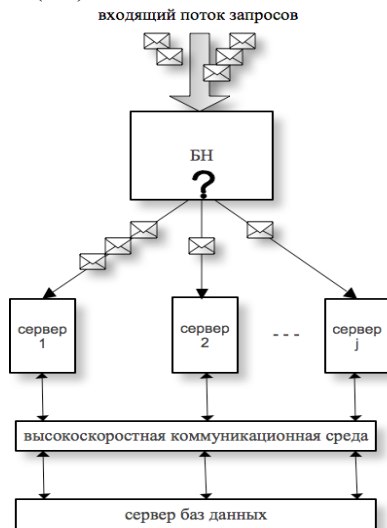 входящий поток запросов
БН
?
сервер
1
сервер
2
- - -
сервер
j
высокоскоростная коммуникационная среда
сервер баз данных